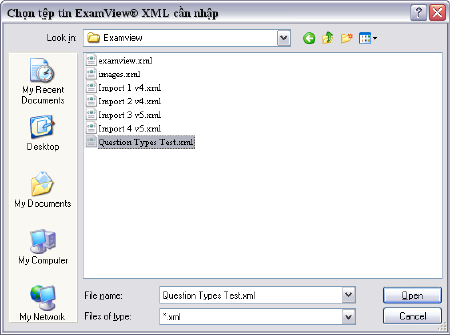 Chọn tệp tin ExamView® XML cần nhập
Look in:
Examview
My Recent
Documents
Desktop
My Documents
My Computer
My Network
examview.xml
images.xml
Import 1 v4.xml
Import 2 v4.xml
Import 3 v5.xml
Import 4 v5.xml
Question Types Test.xml
File name:
Question Types Test.xml
Open
Files of type:
*.xml
Cancel